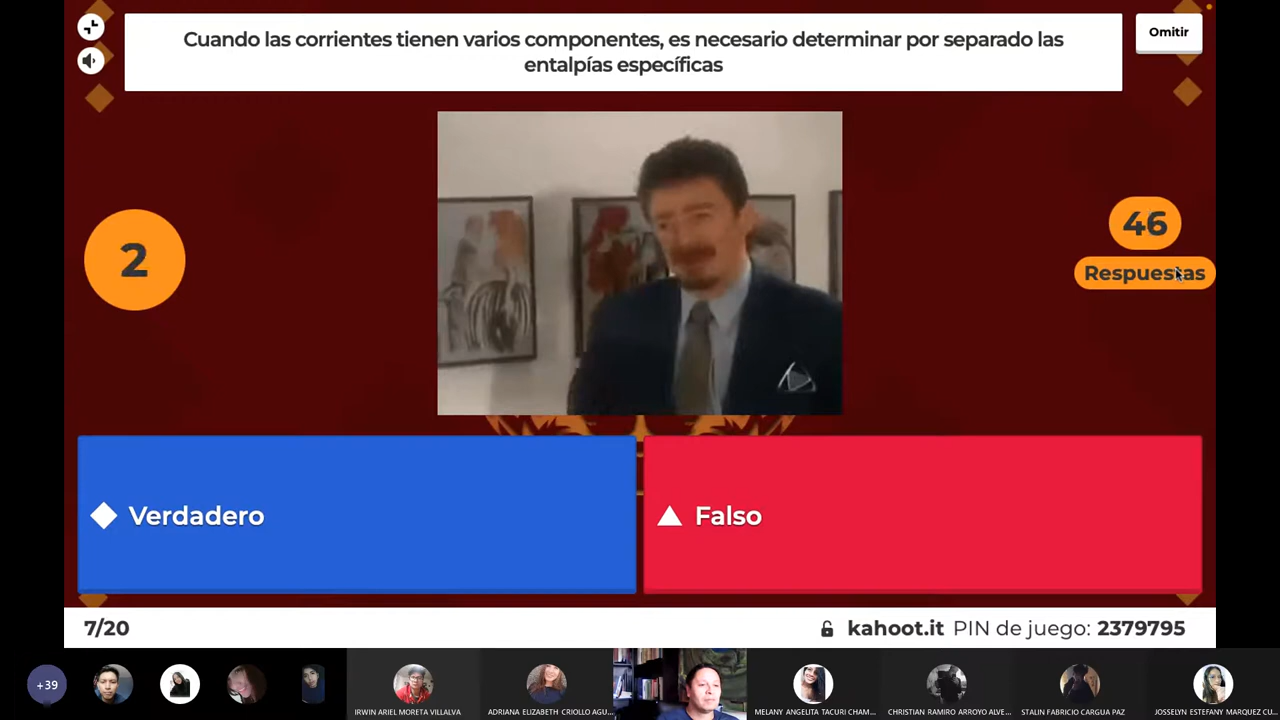 Cuando las corrientes tienen varios componentes, es necesario determinar por separado las
entalpías específicas
Omitir
2
46
Respuestas
Verdadero
Falso
7/20
kahoot.it PIN de juego: 2379795
+39
IRWIN ARIEL MORETA VILLALVA
ADRIANA ELIZABETH CRIOLLO AGU...
MELANY ANGELITA TACURI CHAM...
CHRISTIAN RAMIRO ARROYO ALVE...
STALIN FABRICIO CARGUA PAZ
JOSSELYN ESTEFANY MARQUEZ CU...